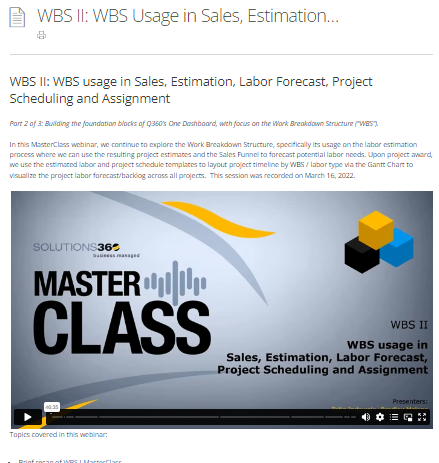 WBS II: WBS Usage in Sales, Estimation...
WBS II: WBS usage in Sales, Estimation, Labor Forecast, Project
Scheduling and Assignment
Part 2 of 3: Building the foundation blocks of Q360's One Dashboard, with focus on the Work Breakdown Structure ("WBS").
In this MasterClass webinar, we continue to explore the Work Breakdown Structure, specifically its usage on the labor estimation
process where we can use the resulting project estimates and the Sales Funnel to forecast potential labor needs. Upon project award,
we use the estimated labor and project schedule templates to layout project timeline by WBS / labor type via the Gantt Chart to
visualize the project labor forecast/backlog across all projects. This session was recorded on March 16, 2022.
SOLUTIONS360
business.managed
MASTER
CLASS
WBS II
WBS usage in
Sales, Estimation, Labor Forecast,
Project Scheduling and Assignment
Presenters:
46:35
Topics covered in this webinar:
Brief recap of WBS I MasterClass